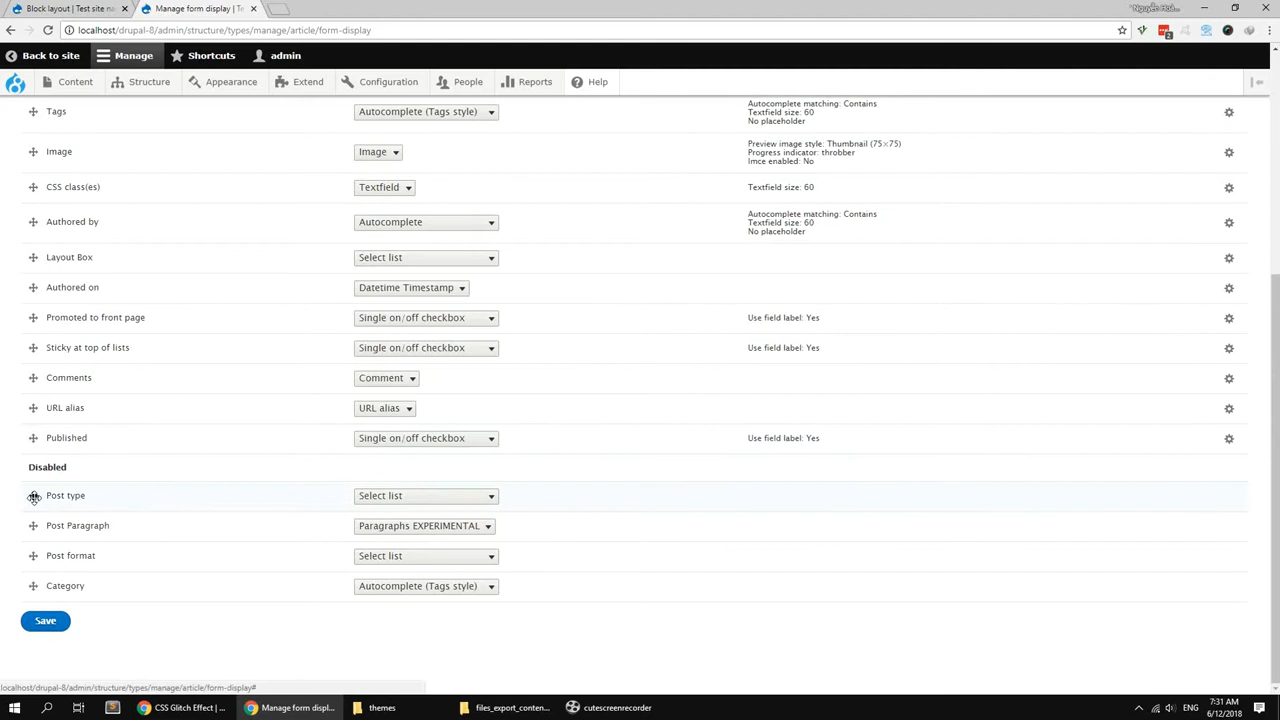 Block layout | Test site n
Manage form display | Te
localhost/drupal-8/admin/structure/types/manage/article/form-display
Back to site
Manage
Shortcuts
admin
Content
Structure
Appearance
Extend
Configuration
People
Reports
Help
Tags
Autocomplete (Tags style)
Autocomplete matching: Contains
Textfield size: 60
No placeholder
Image
Image
Preview image style: Thumbnail (75×75)
Progress indicator: throbber
Imce enabled: No
CSS class(es)
Textfield
Textfield size: 60
Authored by
Autocomplete
Autocomplete matching: Contains
Textfield size: 60
No placeholder
Layout Box
Select list
Authored on
Datetime Timestamp
Promoted to front page
Single on/off checkbox
Use field label: Yes
Sticky at top of lists
Single on/off checkbox
Use field label: Yes
Comments
Comment
URL alias
URL alias
Published
Single on/off checkbox
Use field label: Yes
Disabled
Post type
Select list
Post Paragraph
Paragraphs EXPERIMENTAL
Post format
Select list
Category
Autocomplete (Tags style)
Save
localhost/drupal-8/admin/structure/types/manage/article/form-display#
CSS Glitch Effect | ...
Manage form displ...
themes
files_export_conten...
cutescreenrecorder
ENG
7:31 AM
6/12/2018